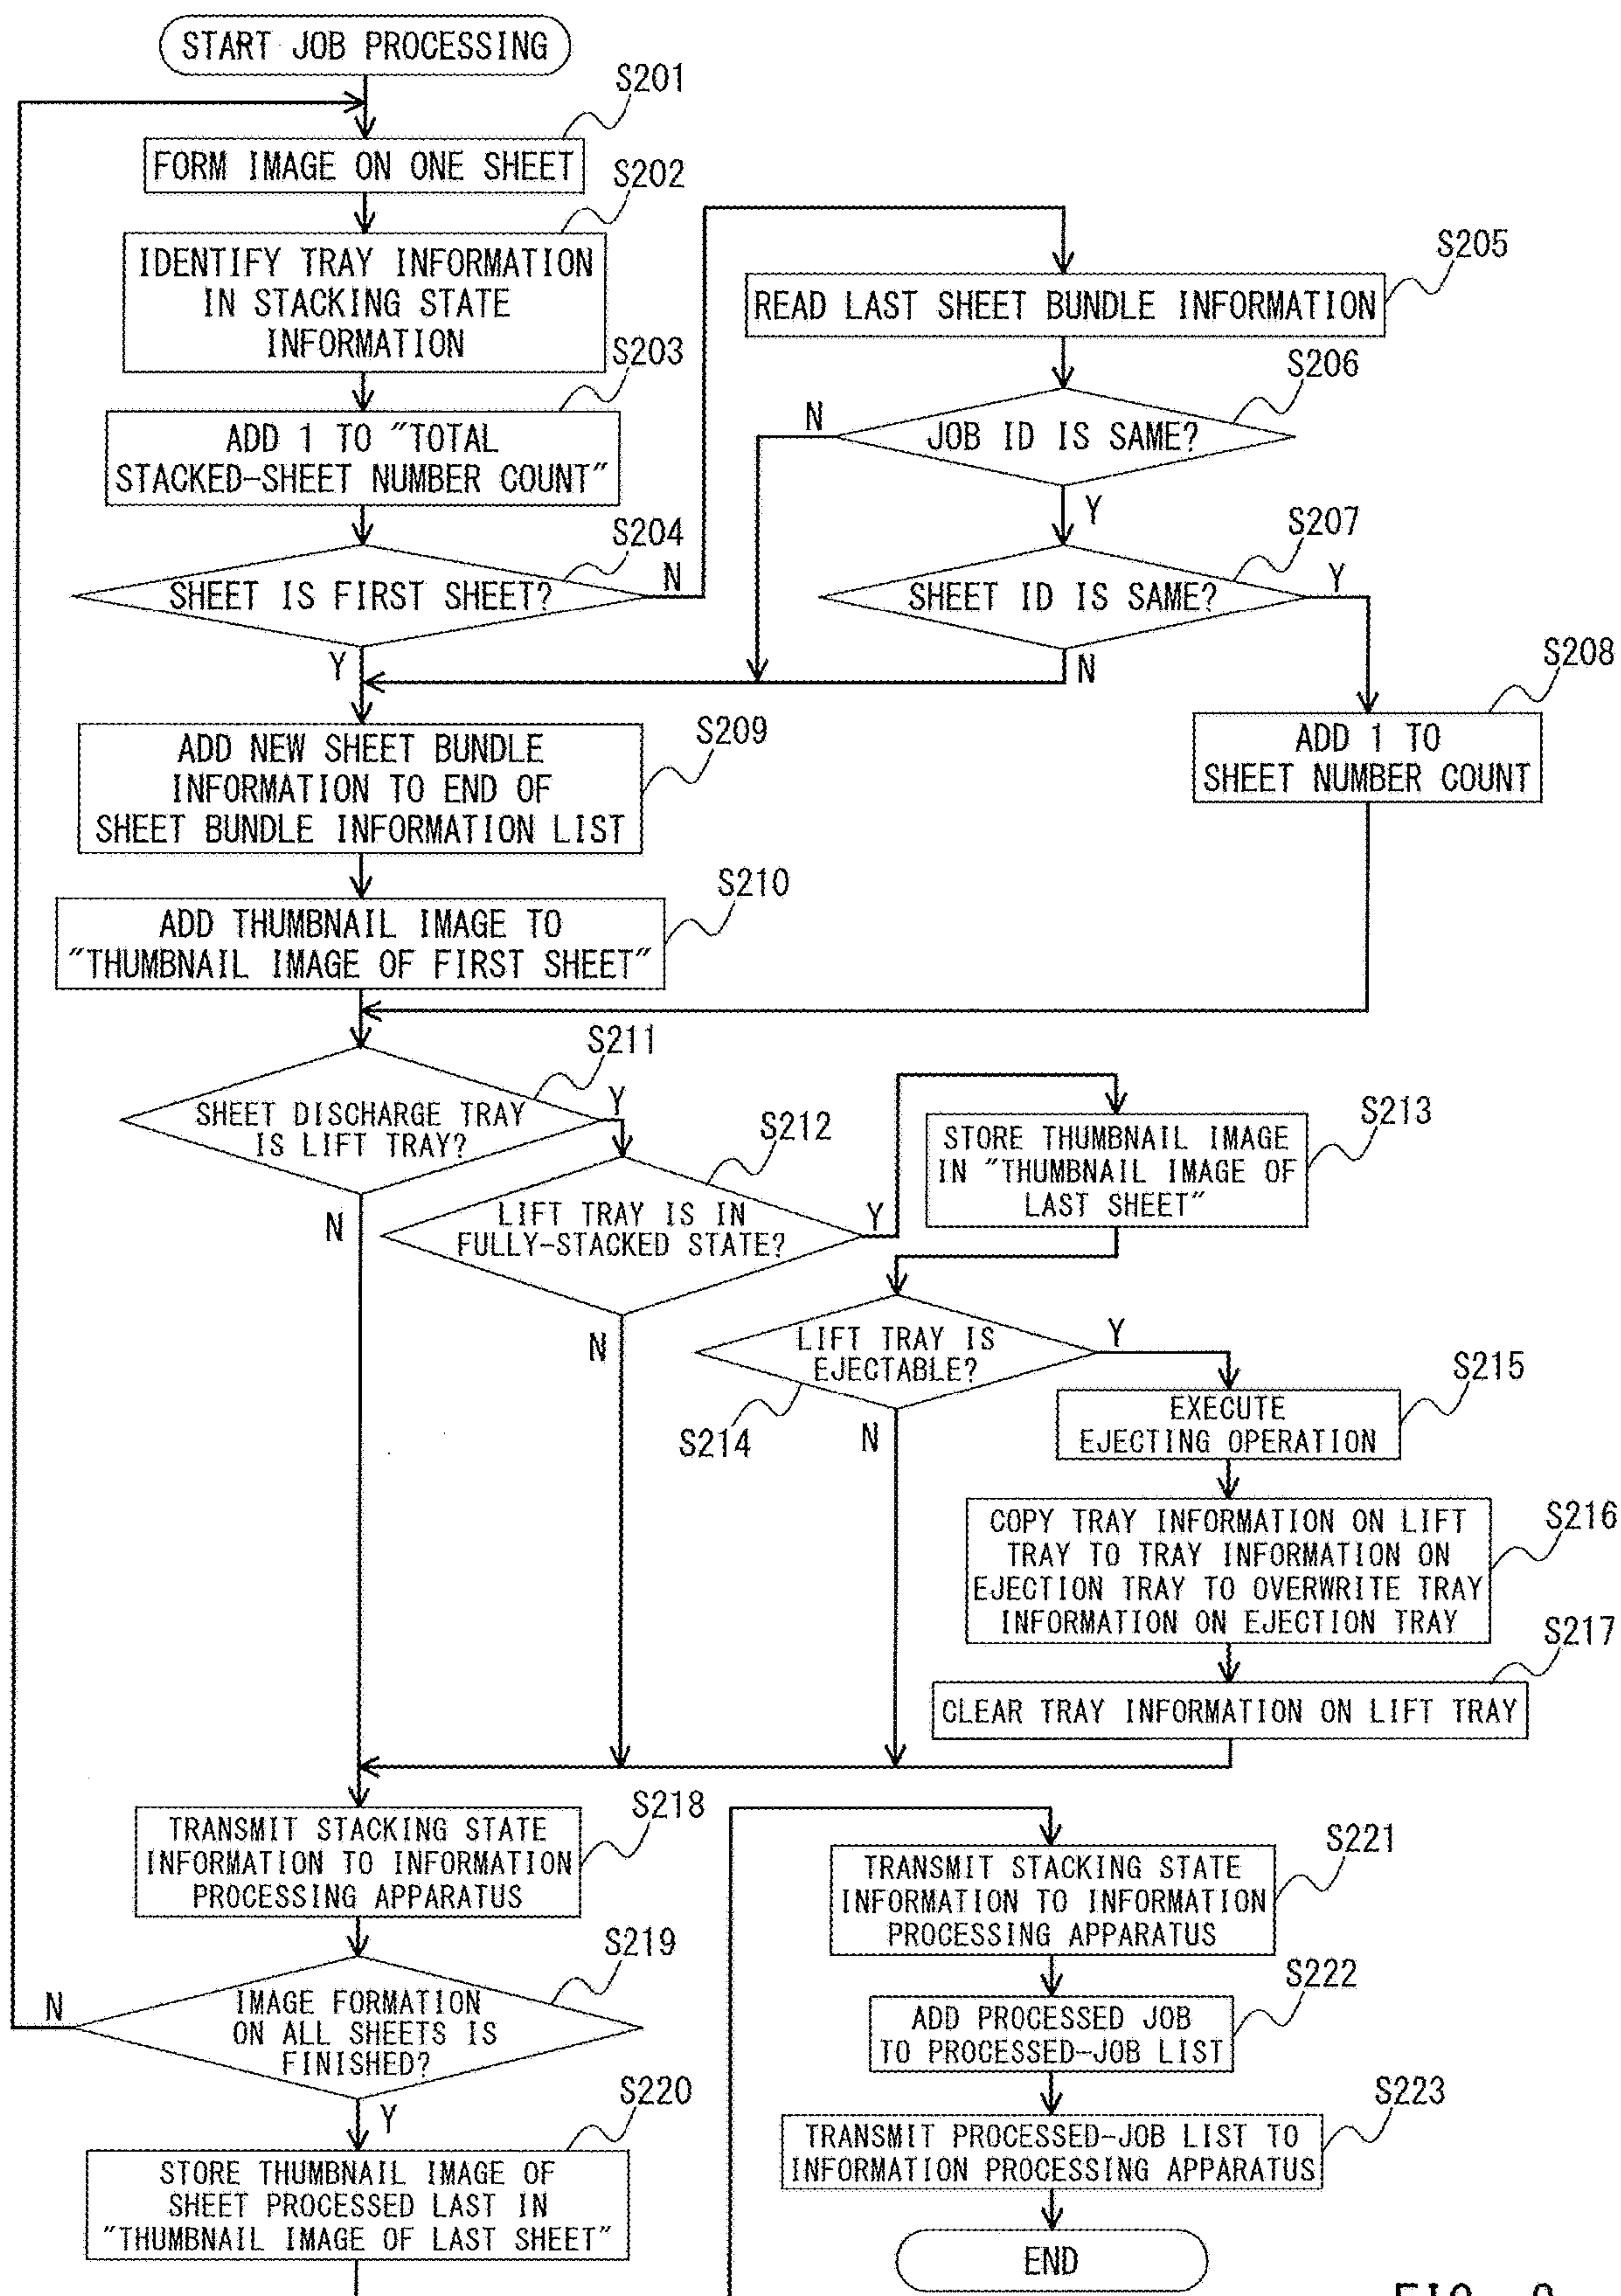 START JOB PROCESSING
S201
FORM IMAGE ON ONE SHEET
S202
IDENTIFY TRAY INFORMATION
IN STACKING STATE
INFORMATION
S203
ADD 1 TO "TOTAL
STACKED-SHEET NUMBER COUNT"
S204
SHEET IS FIRST SHEET?
N
Y
S205
READ LAST SHEET BUNDLE INFORMATION
S206
JOB ID IS SAME?
N
Y
S207
SHEET ID IS SAME?
Y
N
S208
ADD 1 TO
SHEET NUMBER COUNT
S209
ADD NEW SHEET BUNDLE
INFORMATION TO END OF
SHEET BUNDLE INFORMATION LIST
S210
ADD THUMBNAIL IMAGE TO
"THUMBNAIL IMAGE OF FIRST SHEET"
S211
SHEET DISCHARGE TRAY
IS LIFT TRAY?
Y
N
S212
LIFT TRAY IS IN
FULLY-STACKED STATE?
Y
N
S213
STORE THUMBNAIL IMAGE
IN "THUMBNAIL IMAGE OF
LAST SHEET"
LIFT TRAY IS
EJECTABLE?
Y
S214
N
S215
EXECUTE
EJECTING OPERATION
S216
COPY TRAY INFORMATION ON LIFT
TRAY TO TRAY INFORMATION ON
EJECTION TRAY TO OVERWRITE TRAY
INFORMATION ON EJECTION TRAY
S217
CLEAR TRAY INFORMATION ON LIFT TRAY
S218
TRANSMIT STACKING STATE
INFORMATION TO INFORMATION
PROCESSING APPARATUS
S219
IMAGE FORMATION
ON ALL SHEETS IS
FINISHED?
N
Y
S220
STORE THUMBNAIL IMAGE OF
SHEET PROCESSED LAST IN
"THUMBNAIL IMAGE OF LAST SHEET"
S221
TRANSMIT STACKING STATE
INFORMATION TO INFORMATION
PROCESSING APPARATUS
S222
ADD PROCESSED JOB
TO PROCESSED-JOB LIST
S223
TRANSMIT PROCESSED-JOB LIST TO
INFORMATION PROCESSING APPARATUS
END
FIG.